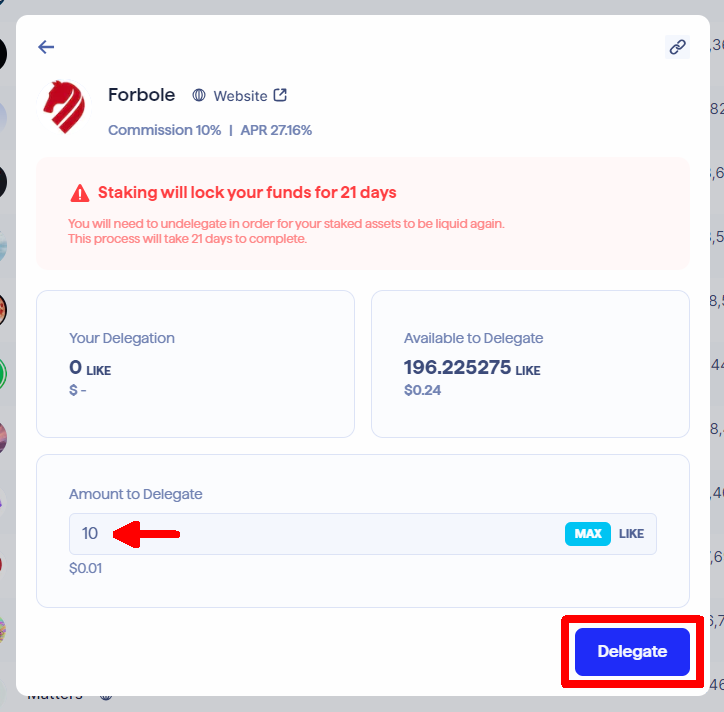 Forbole Website
Commission 10% | APR 27.16%
Staking will lock your funds for 21 days
You will need to undelegate in order for your staked assets to be liquid again.
This process will take 21 days to complete.
Your Delegation
0 LIKE
$ -
Available to Delegate
196.225275 LIKE
$0.24
Amount to Delegate
10 MAX LIKE
$0.01
Delegate